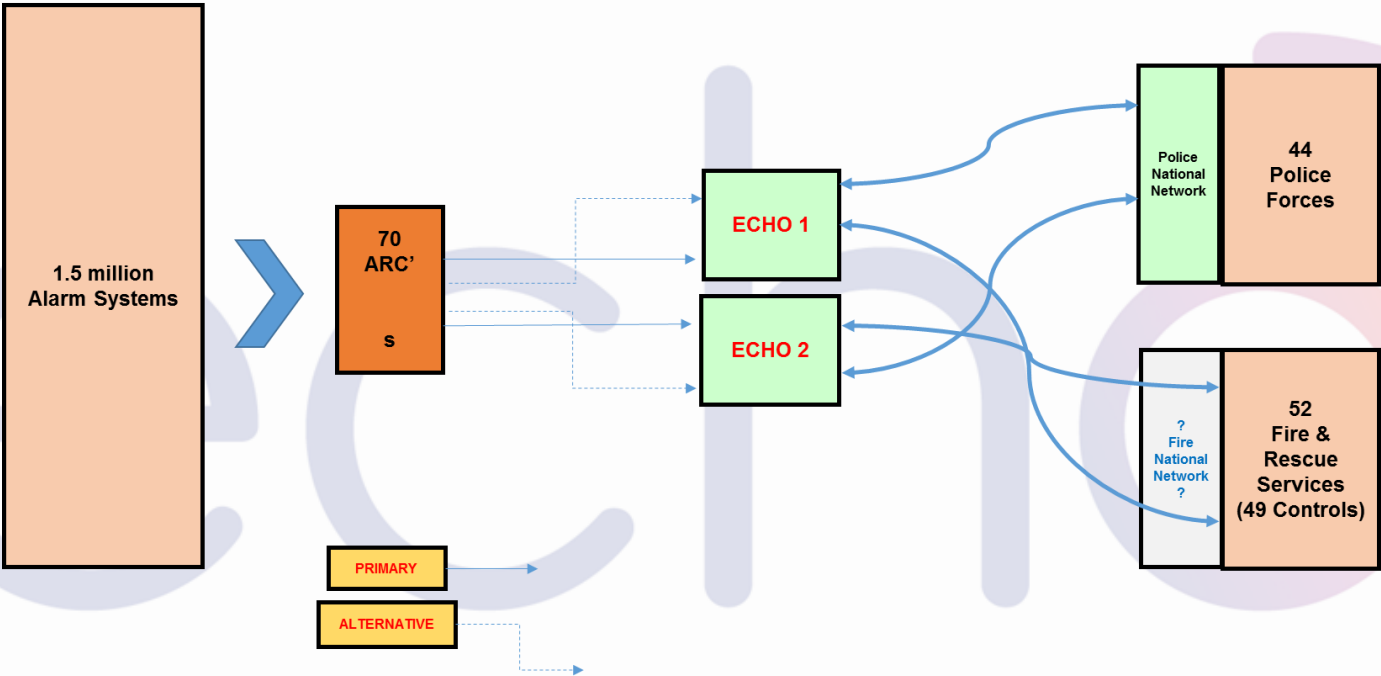 1.5 million
Alarm Systems
70
ARC'
s
ECHO 1
ECHO 2
Police
National
Network
44
Police
Forces
?
Fire
National
Network
?
52
Fire &
Rescue
Services
(49 Controls)
PRIMARY
ALTERNATIVE
echo